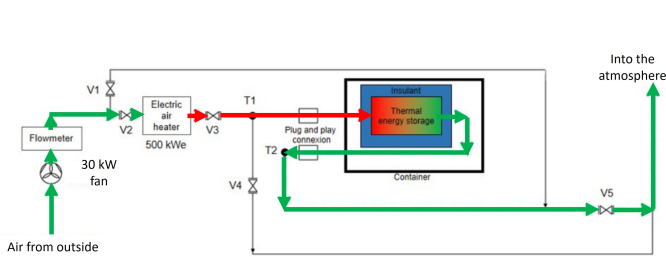 Into the
atmosphere
V1
Insulant
Electric
air
heater
T1
Thermal
energy storage
V2
V3
Flowmeter
500 kWe
Plug and play
connexion
T2
30 kW
fan
Container
V4
V5
Air from outside